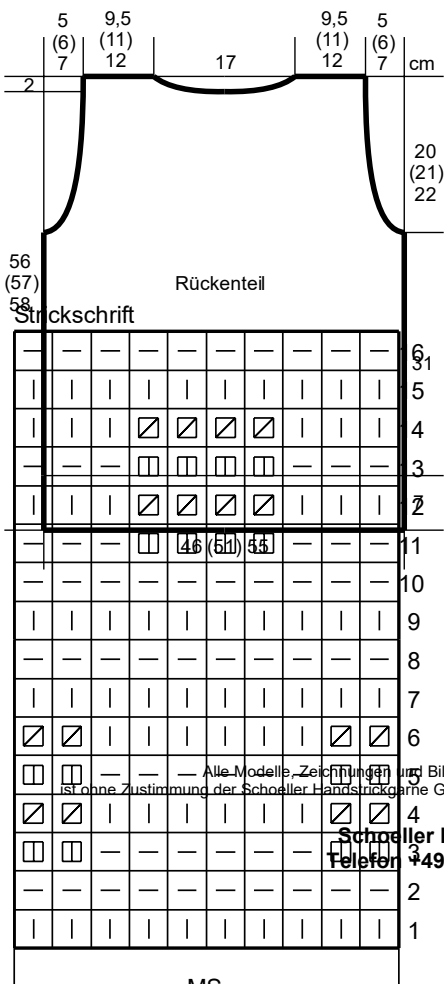 5 9,5 9,5 5
(6) (11) (11) (6)
7 12 17 12 7 cm
2
20
(21)
22
56
(57)
58
Rückenteil
Strickschrift
6
31
5
4
3
2
7
46 (51) 55
11
10
9
8
7
6
5
Alle Modelle, Zeichnungen und Bil
ist ohne Zustimmung der Schoeller Handstrickgarne G
4
Schoeller
3
Telefon +49
2
1
MS